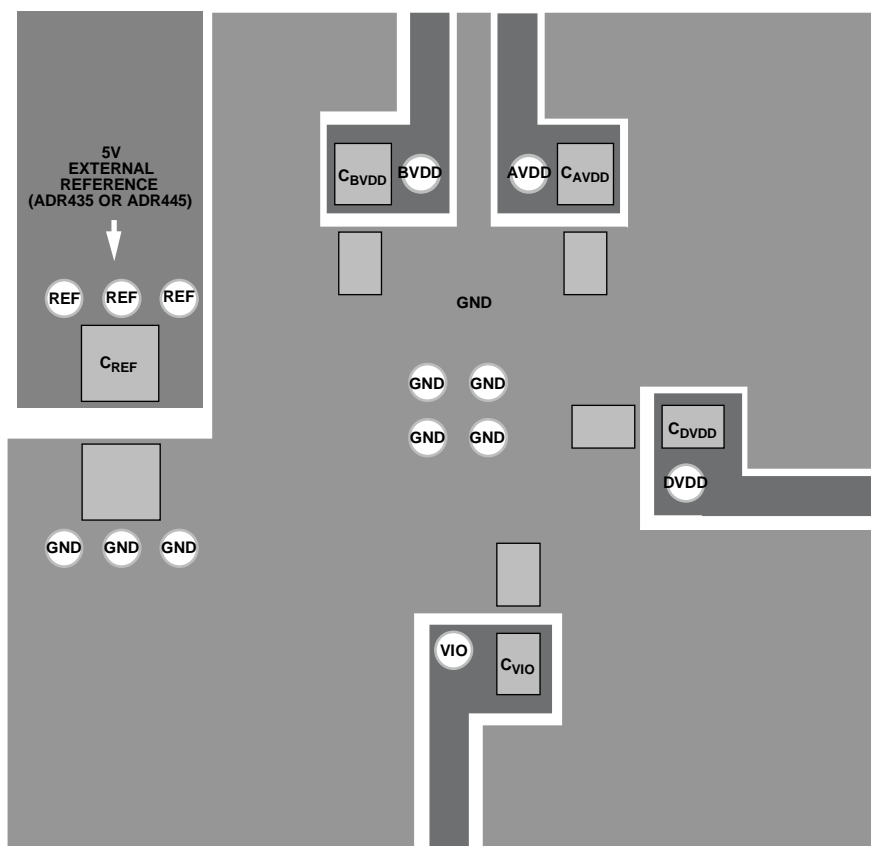 5V
EXTERNAL
REFERENCE
(ADR435 OR ADR445)
CBVDD
BVDD
AVDD
CAVDD
REF
REF
REF
CREF
GND
GND
GND
GND
GND
CDVDD
DVDD
GND
GND
GND
VIO
CVIO